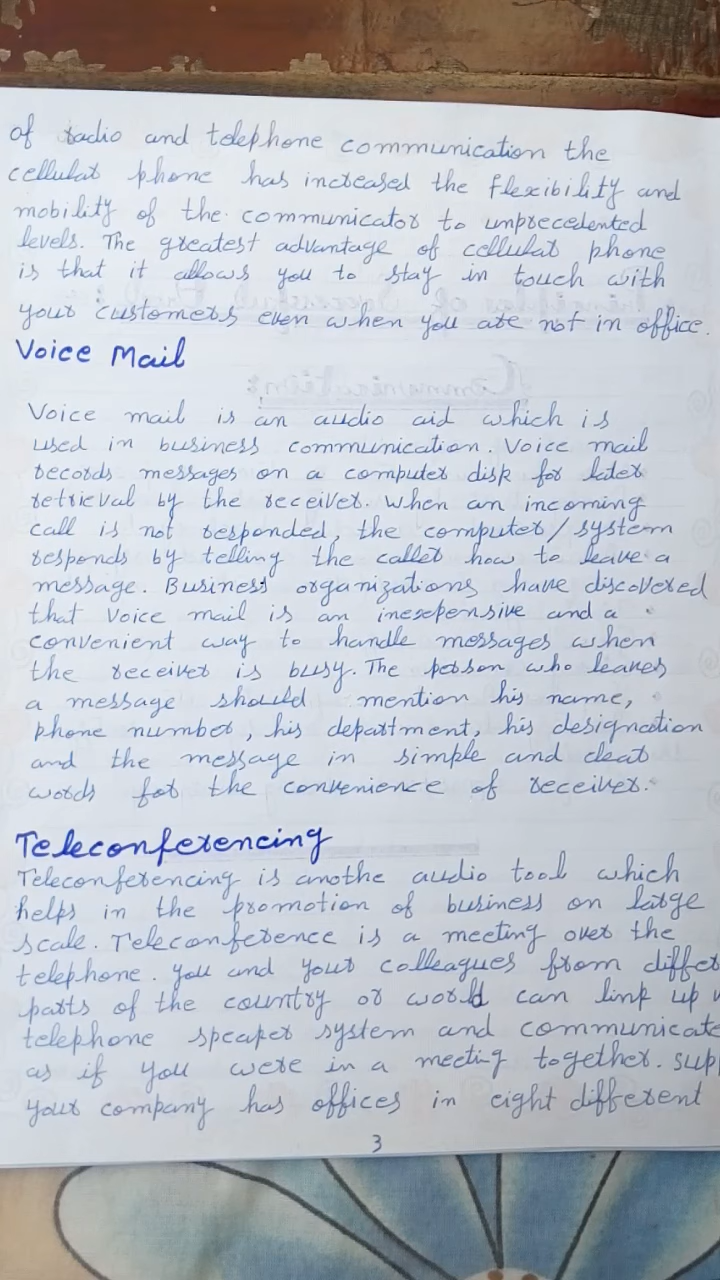 of radio and telephone communication the
cellular phone has increased the flexibility and
mobility of the communicator to unprecedented
levels. The greatest advantage of cellular phone
is that it allows you to stay in touch with
your customers even when you are not in office.
Voice Mail
Voice mail is an audio aid which is
used in business communication. Voice mail
records messages on a computer disk for later
retrieval by the receiver. When an incoming
call is not responded, the computer/system
responds by telling the caller how to leave a
message. Business organizations have discovered
that Voice mail is an inexpensive and a
convenient way to handle messages when
the receiver is busy. The person who leaves
a message should mention his name,
phone number, his department, his designation
and the message in simple and clear
words for the convenience of receiver.
Teleconferencing
Teleconferencing is anothe audio tool which
helps in the promotion of business on large
scale. Teleconference is a meeting over the
telephone. you and your colleagues from differ
parts of the country or world can link up
telephone speaper system and communicate
as if you were in a meeting together. Sup
your company has offices in eight different
3